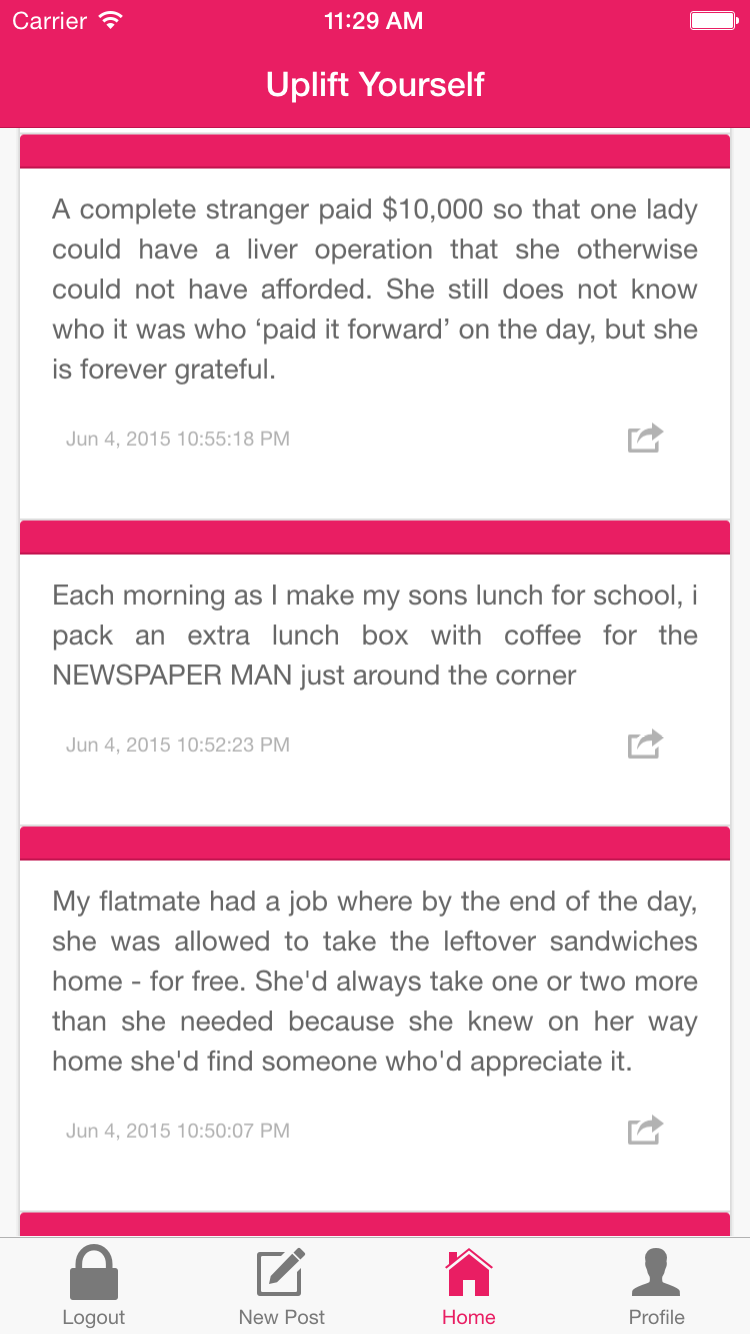 Carrier 11:29 AM
Uplift Yourself
A complete stranger paid $10,000 so that one lady
could have a liver operation that she otherwise
could not have afforded. She still does not know
who it was who ‘paid it forward’ on the day, but she
is forever grateful.
Jun 4, 2015 10:55:18 PM
Each morning as I make my sons lunch for school, i
pack an extra lunch box with coffee for the
NEWSPAPER MAN just around the corner
Jun 4, 2015 10:52:23 PM
My flatmate had a job where by the end of the day,
she was allowed to take the leftover sandwiches
home - for free. She'd always take one or two more
than she needed because she knew on her way
home she'd find someone who'd appreciate it.
Jun 4, 2015 10:50:07 PM
Logout New Post Home Profile